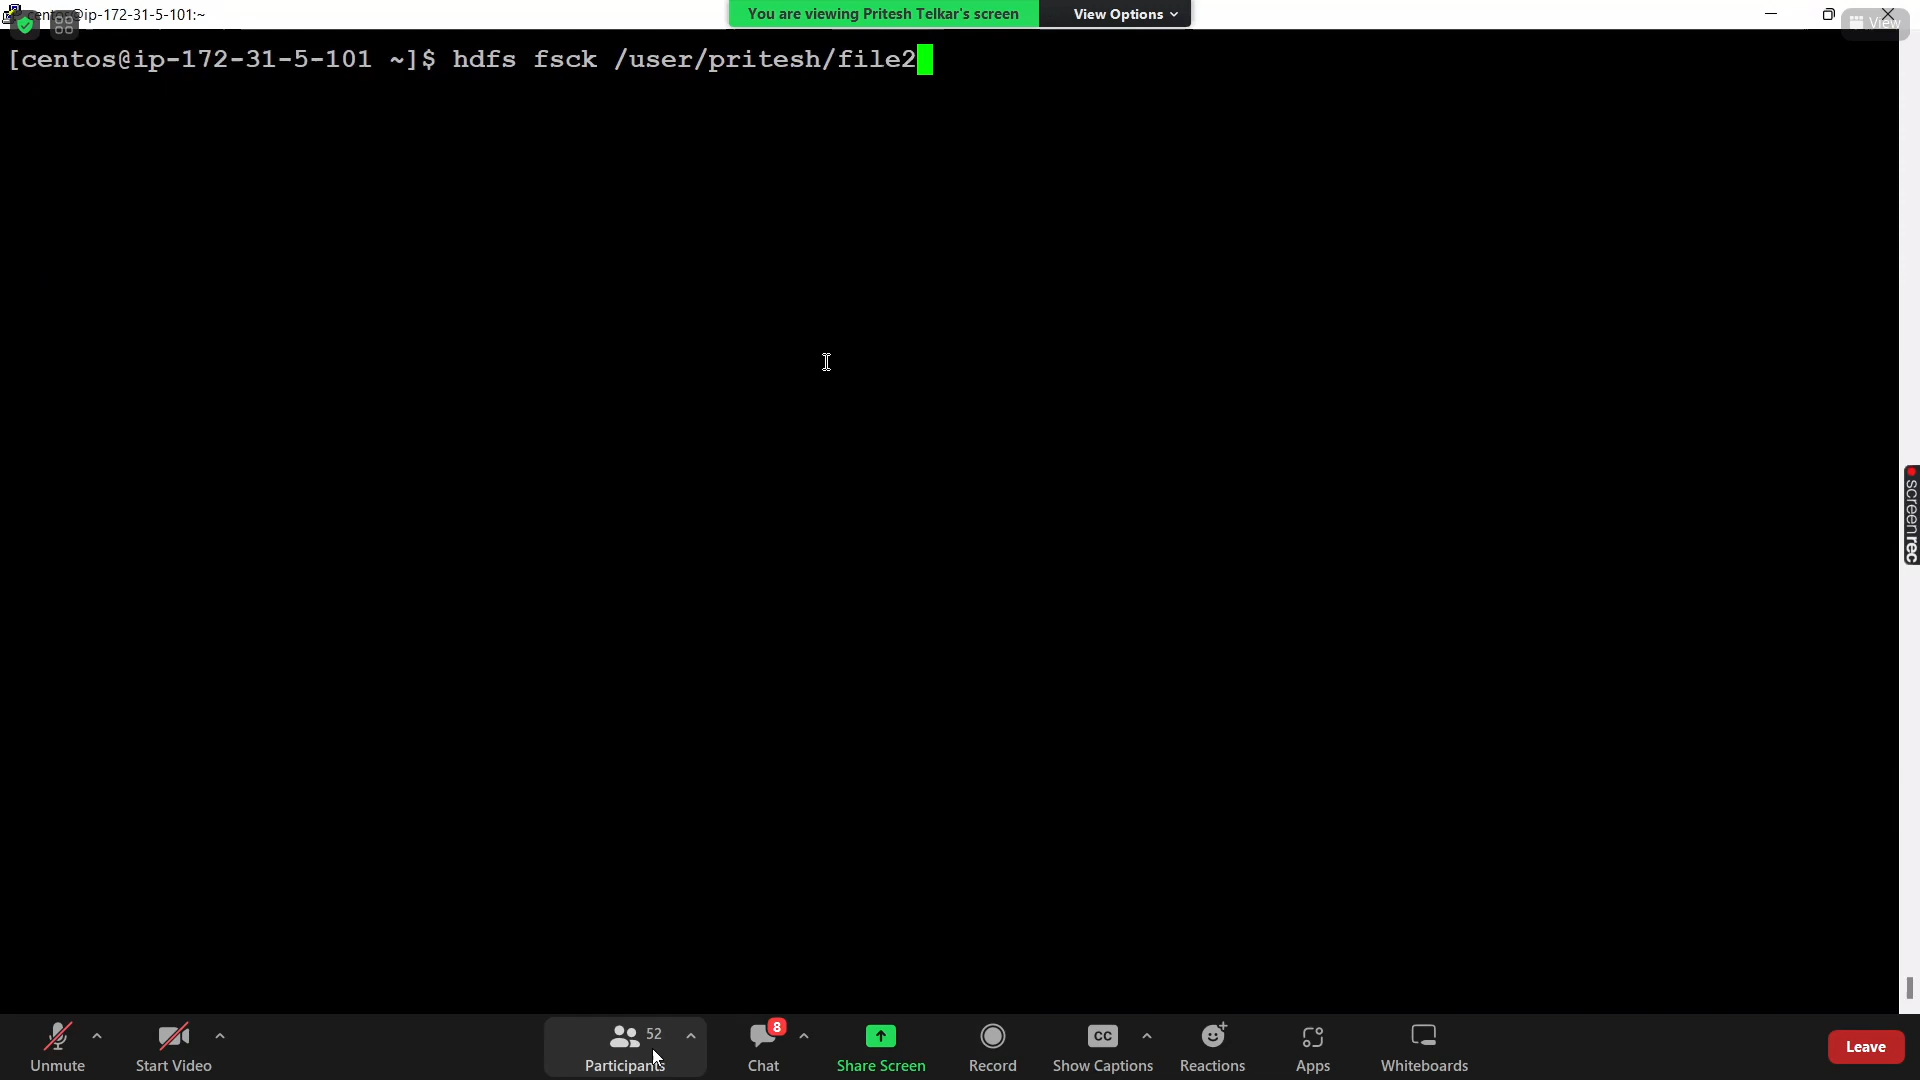 @ip-172-31-5-101:~
You are viewing Pritesh Telkar's screen
View Options
View
[centos@ip-172-31-5-101 ~]$ hdfs fsck /user/pritesh/file2
screenrec
52
8
CC
Unmute
Start Video
Participants
Chat
Share Screen
Record
Show Captions
Reactions
Apps
Whiteboards
Leave